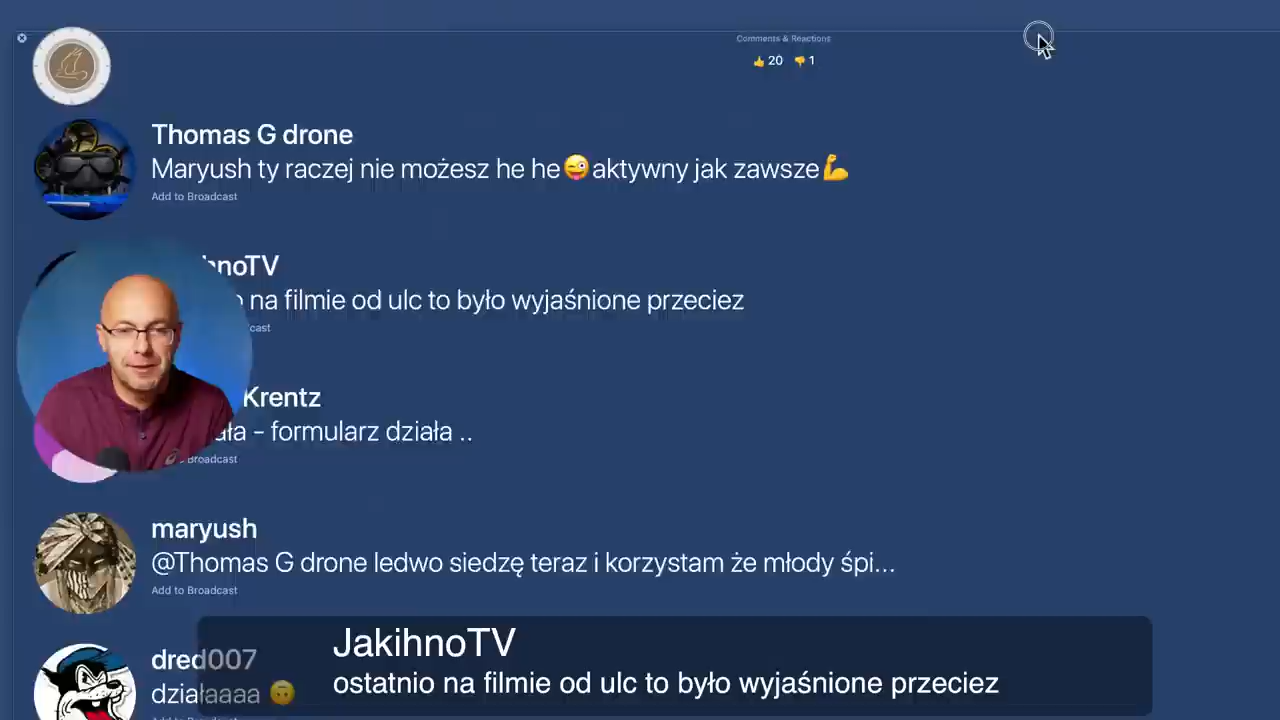 Comments & Reactions
👍 20 👎 1
Thomas G drone
Maryush ty raczej nie możesz he he😜aktywny jak zawsze💪
Add to Broadcast
hnoTV
na filmie od ulc to było wyjaśnione przeciez
cast
Krentz
ała - formularz działa ..
Broadcast
maryush
@Thomas G drone ledwo siedzę teraz i korzystam że młody śpi...
Add to Broadcast
dred007
działaaaa 🙃
JakihnoTV
ostatnio na filmie od ulc to było wyjaśnione przeciez